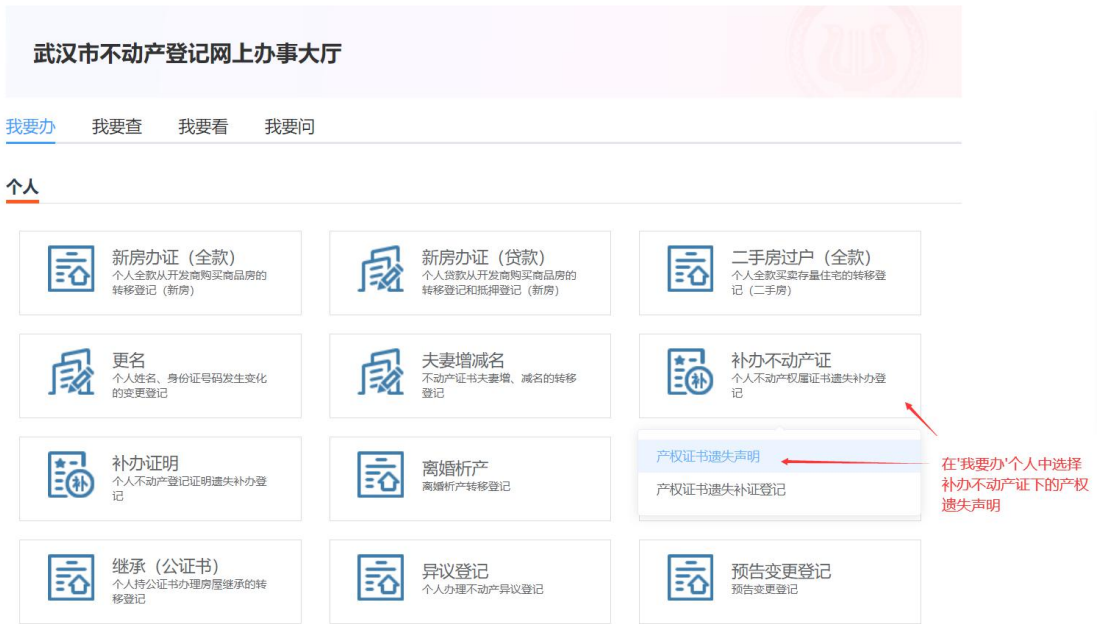 武汉市不动产登记网上办事大厅
我要办 我要查 我要看 我要问
个人
新房办证（全款）
个人全款从开发商购买商品房的
转移登记（新房）
新房办证（贷款）
个人贷款从开发商购买商品房的
转移登记和抵押登记（新房）
二手房过户（全款）
个人全款买卖存量住宅的转移登
记（二手房）
更名
个人姓名、身份证号码发生变化
的变更登记
夫妻增减名
不动产证书夫妻增、减名的转移
登记
补办不动产证
个人不动产权属证书遗失补办登
记
补办证明
个人不动产登记证明遗失补办登
记
离婚析产
离婚析产转移登记
产权证书遗失声明
产权证书遗失补证登记
在'我要办'个人中选择
补办不动产证下的产权
遗失声明
继承（公证书）
个人持公证书办理房屋继承的转
移登记
异议登记
个人办理不动产异议登记
预告变更登记
预告变更登记
补
补